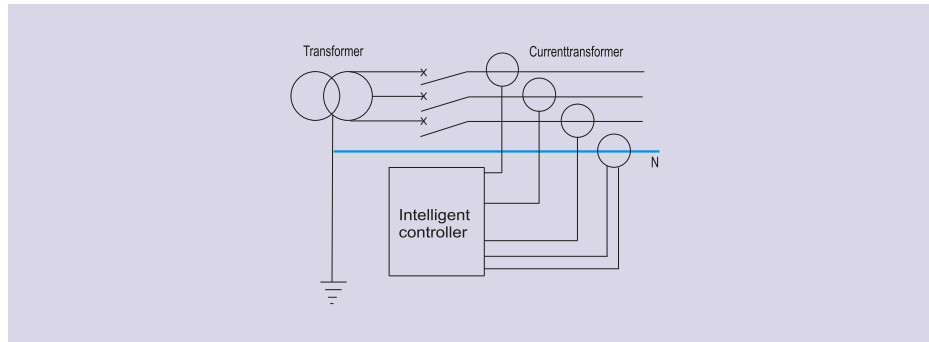 Transformer
Currenttransformer
N
Intelligent
controller